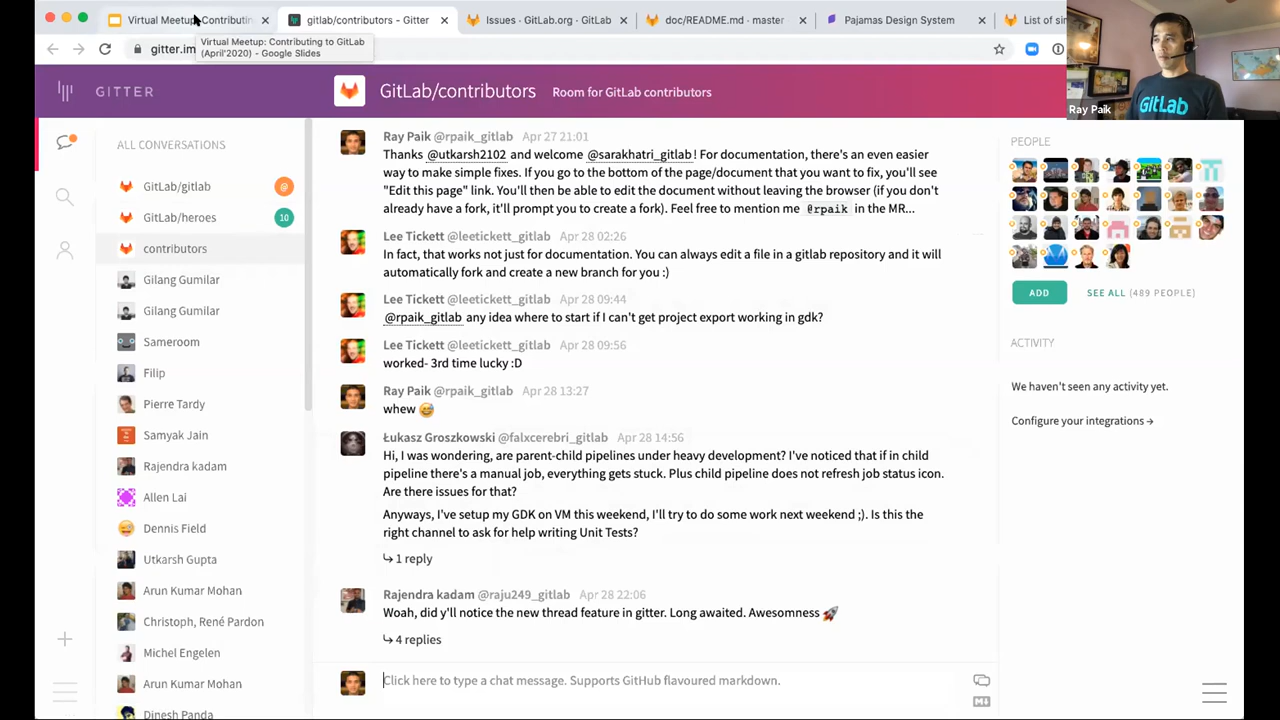 Virtual Meetup: Contributin
gitlab/contributors - Gitter
Issues · GitLab.org · GitLab
doc/README.md · master
Pajamas Design System
List of sim
gitter.im
Virtual Meetup: Contributing to GitLab
(April'2020) - Google Slides
GITTER
GitLab/contributors
Room for GitLab contributors
GitLab
Ray Paik
ALL CONVERSATIONS
GitLab/gitlab
@
GitLab/heroes
10
contributors
Gilang Gumilar
Gilang Gumilar
Sameroom
Filip
Pierre Tardy
Samyak Jain
Rajendra kadam
Allen Lai
Dennis Field
Utkarsh Gupta
Arun Kumar Mohan
Christoph, René Pardon
Michel Engelen
Arun Kumar Mohan
Dinesh Panda
Ray Paik @rpaik_gitlab Apr 27 21:01
Thanks @utkarsh2102 and welcome @sarakhatri_gitlab! For documentation, there's an even easier
way to make simple fixes. If you go to the bottom of the page/document that you want to fix, you'll see
"Edit this page" link. You'll then be able to edit the document without leaving the browser (if you don't
already have a fork, it'll prompt you to create a fork). Feel free to mention me @rpaik in the MR...
Lee Tickett @leetickett_gitlab Apr 28 02:26
In fact, that works not just for documentation. You can always edit a file in a gitlab repository and it will
automatically fork and create a new branch for you :)
Lee Tickett @leetickett_gitlab Apr 28 09:44
@rpaik_gitlab any idea where to start if I can't get project export working in gdk?
Lee Tickett @leetickett_gitlab Apr 28 09:56
worked- 3rd time lucky :D
Ray Paik @rpaik_gitlab Apr 28 13:27
whew 😅
Łukasz Groszkowski @falxcerebri_gitlab Apr 28 14:56
Hi, I was wondering, are parent-child pipelines under heavy development? I've noticed that if in child
pipeline there's a manual job, everything gets stuck. Plus child pipeline does not refresh job status icon.
Are there issues for that?
Anyways, I've setup my GDK on VM this weekend, I'll try to do some work next weekend ;). Is this the
right channel to ask for help writing Unit Tests?
1 reply
Rajendra kadam @raju249_gitlab Apr 28 22:06
Woah, did y'll notice the new thread feature in gitter. Long awaited. Awesomness 🚀
4 replies
Click here to type a chat message. Supports GitHub flavoured markdown.
PEOPLE
ADD
SEE ALL (489 PEOPLE)
ACTIVITY
We haven't seen any activity yet.
Configure your integrations →